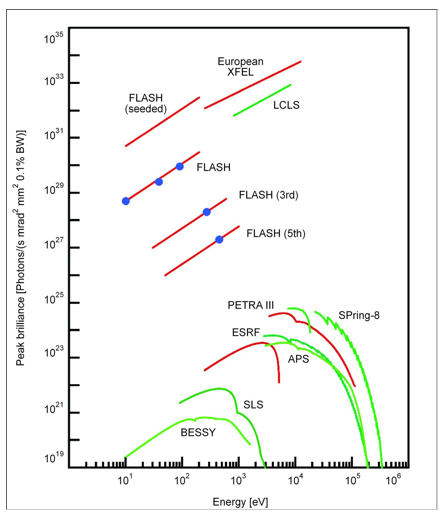 10^35
10^33
10^31
10^29
10^27
10^25
10^23
10^21
10^19
Peak brilliance [Photons/(s mrad^2 mm^2 0.1% BW)]
European
XFEL
FLASH
(seeded)
LCLS
FLASH
FLASH (3rd)
FLASH (5th)
PETRA III
SPring-8
ESRF
APS
SLS
BESSY
10^1 10^2 10^3 10^4 10^5 10^6
Energy [eV]